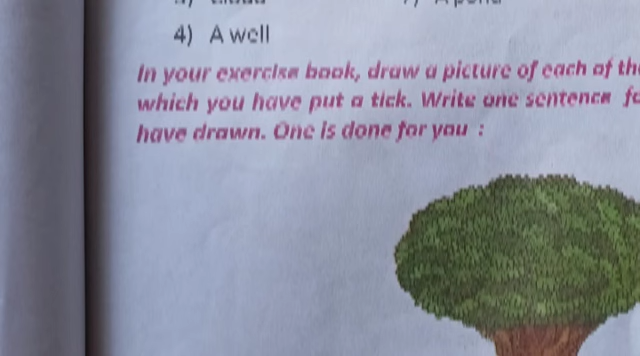 4) A well
In your exercise book, draw a picture of each of
which you have put a tick. Write one sentence
have drawn. One is done for you :